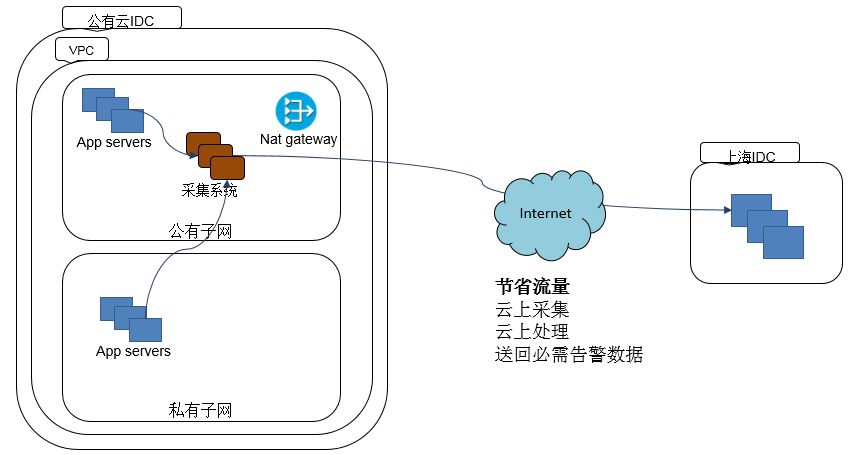 公有云IDC
VPC
App servers
Nat gateway
采集系统
公有子网
App servers
私有子网
Internet
节省流量
云上采集
云上处理
送回必需告警数据
上海IDC